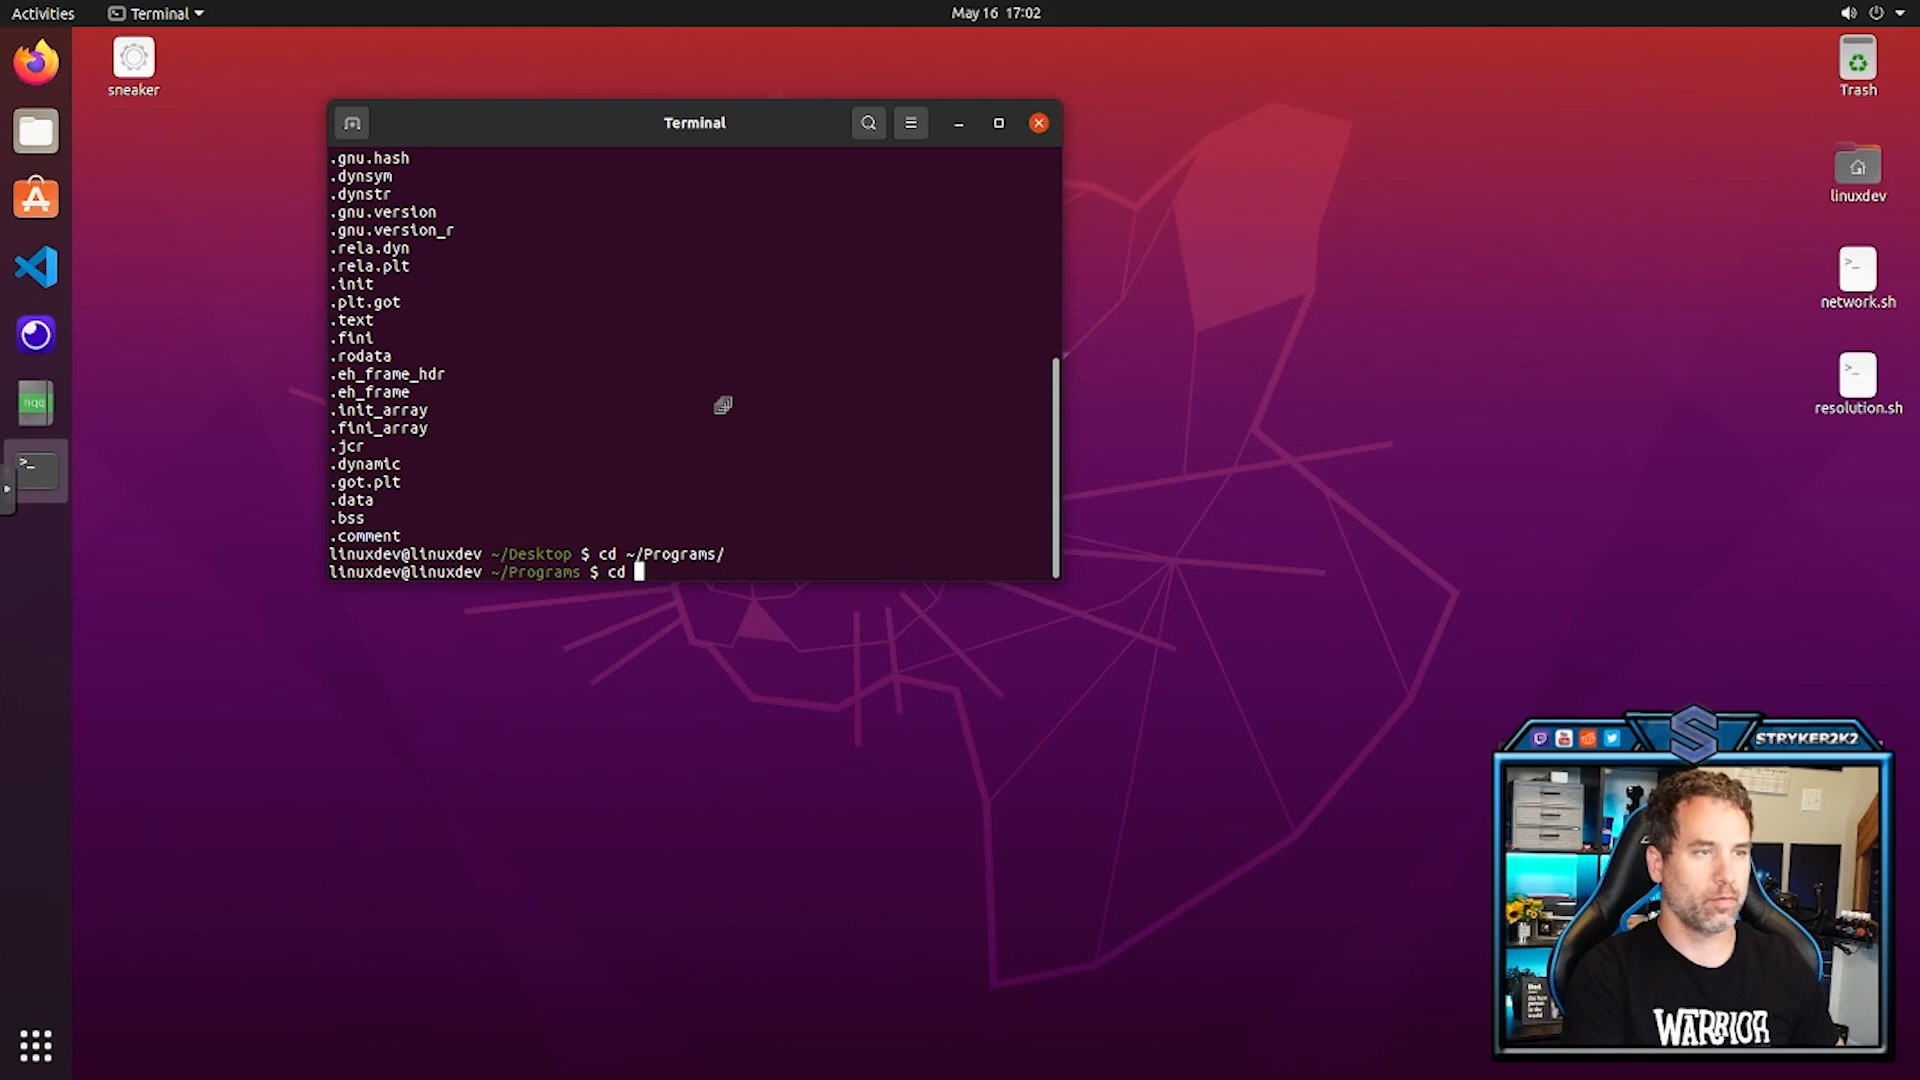 Activities
Terminal
May 16 17:02
sneaker
Trash
linuxdev
network.sh
resolution.sh
nqq
Terminal
.gnu.hash
.dynsym
.dynstr
.gnu.version
.gnu.version_r
.rela.dyn
.rela.plt
.init
.plt.got
.text
.fini
.rodata
.eh_frame_hdr
.eh_frame
.init_array
.fini_array
.jcr
.dynamic
.got.plt
.data
.bss
.comment
linuxdev@linuxdev ~/Desktop $ cd ~/Programs/
linuxdev@linuxdev ~/Programs $ cd
STRYKER2K2
WARRIOR